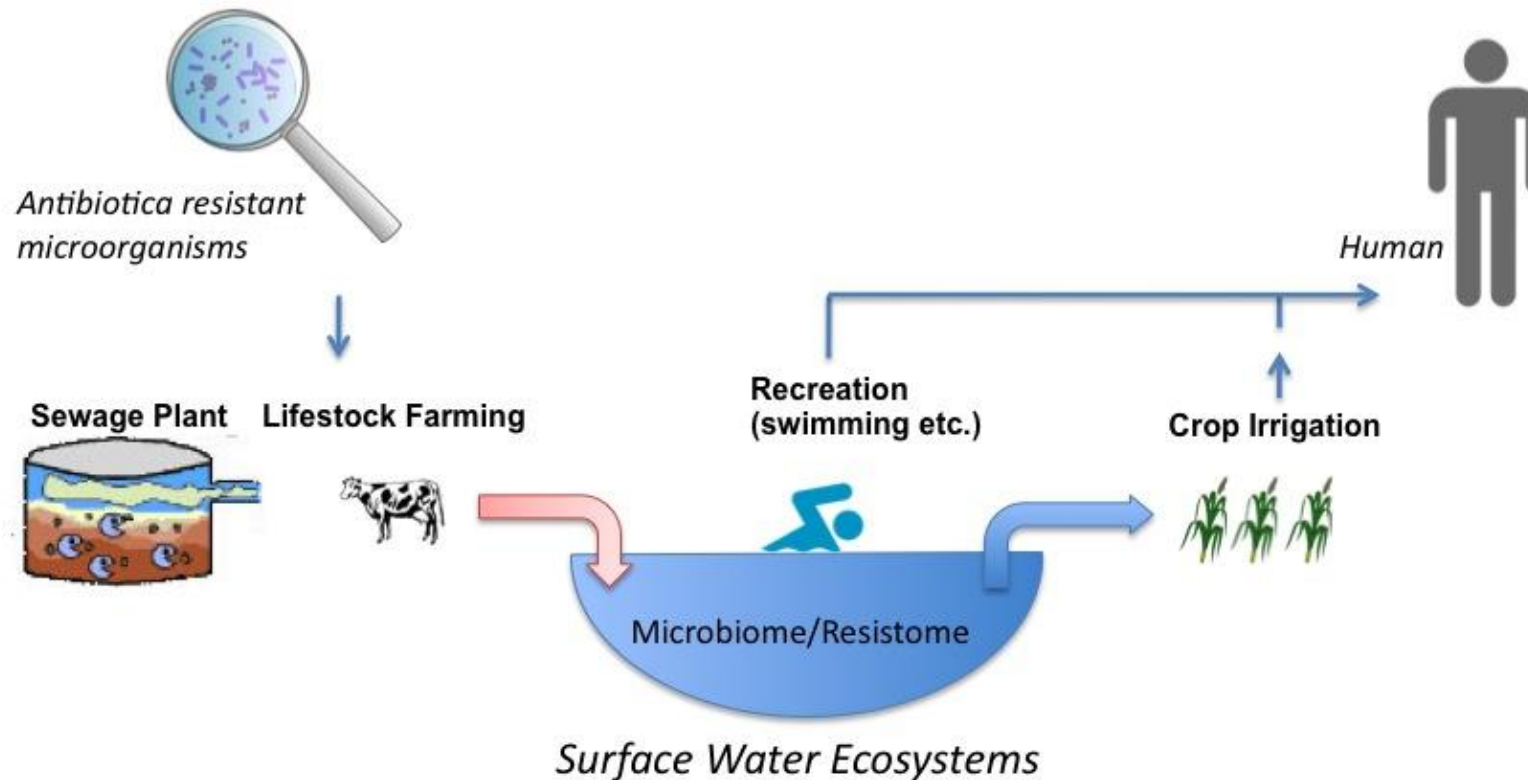 Antibiotica resistant
microorganisms
Human
Sewage Plant
Lifestock Farming
Recreation
(swimming etc.)
Crop Irrigation
Microbiome/Resistome
Surface Water Ecosystems